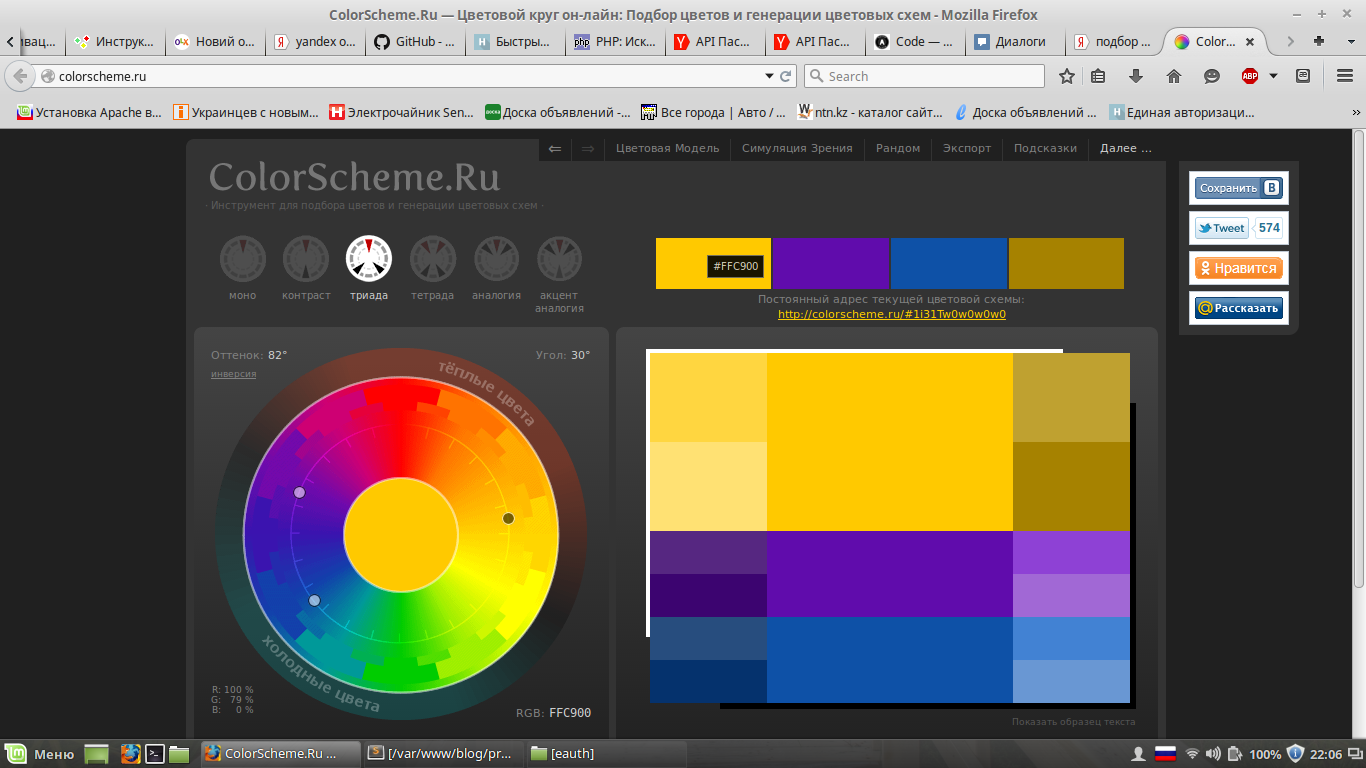 ColorScheme.Ru — Цветовой круг он-лайн: Подбор цветов и генерации цветовых схем - Mozilla Firefox
ивац... Инструк... Новий о... yandex о... GitHub - ... Быстры... PHP: Иск... API Пас... API Пас... Code — ... Диалоги подбор ... Color...
colorscheme.ru Search ABP
Установка Apache в... Украинцев с новым... Электрочайник Sen... Доска объявлений -... Все города | Авто / ... ntn.kz - каталог сайт... Доска объявлений ... Единая авторизаци...
⇐ ⇒ Цветовая Модель Симуляция Зрения Рандом Экспорт Подсказки Далее ...
ColorScheme.Ru
· Инструмент для подбора цветов и генерации цветовых схем ·
Сохранить B
Tweet 574
Нравится
Рассказать
моно контраст триада тетрада аналогия акцент аналогия
#FFC900
Постоянный адрес текущей цветовой схемы:
http://colorscheme.ru/#1i31Tw0w0w0w0
Оттенок: 82° Угол: 30°
инверсия
тёплые цвета
холодные цвета
R: 100 %
G: 79 %
B: 0 %
RGB: FFC900
Показать образец текста
Меню ColorScheme.Ru ... [/var/www/blog/pr... [eauth] 100% 22:06